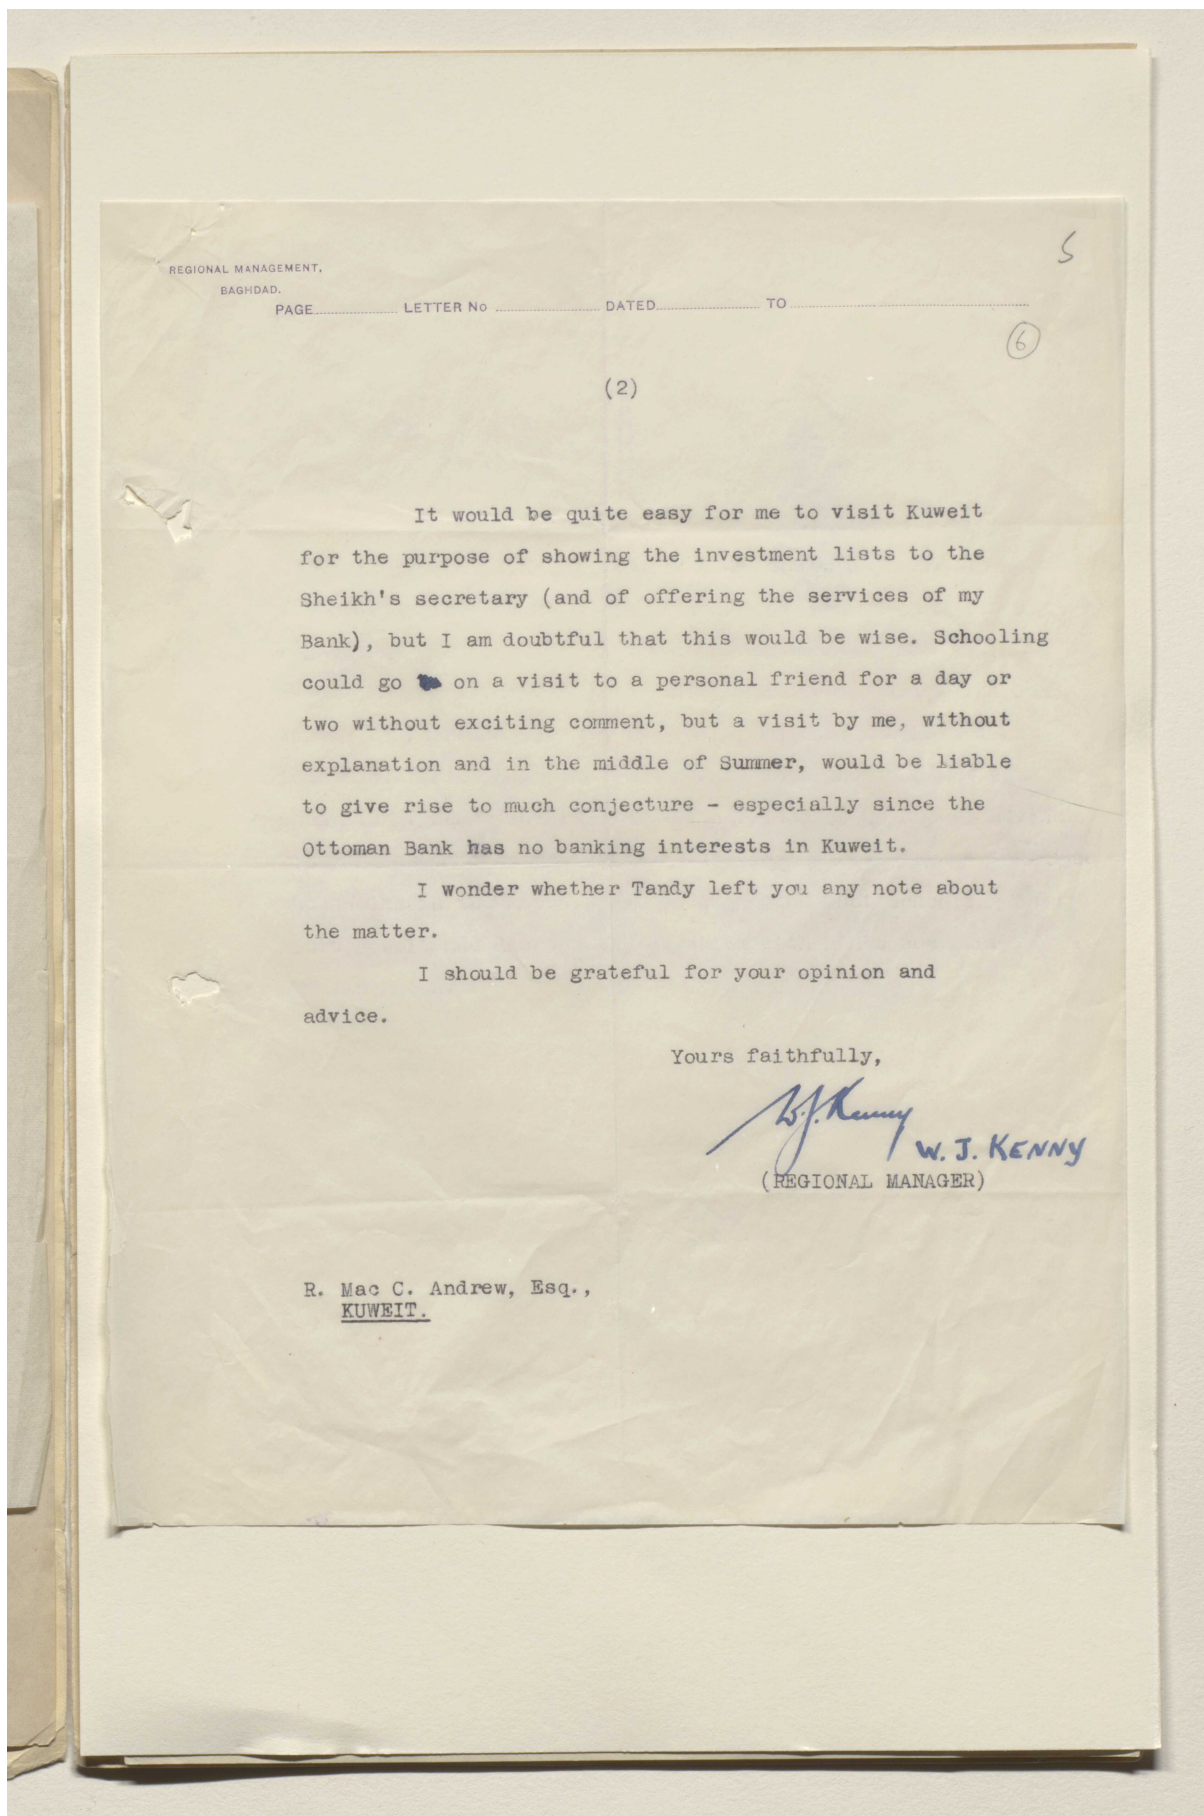 5
REGIONAL MANAGEMENT,
BAGHDAD.
PAGE.................... LETTER No ......................... DATED......................... TO ............................................................
6
(2)
It would be quite easy for me to visit Kuweit
for the purpose of showing the investment lists to the
Sheikh's secretary (and of offering the services of my
Bank), but I am doubtful that this would be wise. Schooling
could go on a visit to a personal friend for a day or
two without exciting comment, but a visit by me, without
explanation and in the middle of Summer, would be liable
to give rise to much conjecture - especially since the
Ottoman Bank has no banking interests in Kuweit.
I wonder whether Tandy left you any note about
the matter.
I should be grateful for your opinion and
advice.
Yours faithfully,
W.J. Kenny
W. J. KENNY
(REGIONAL MANAGER)
R. Mac C. Andrew, Esq.,
KUWEIT.